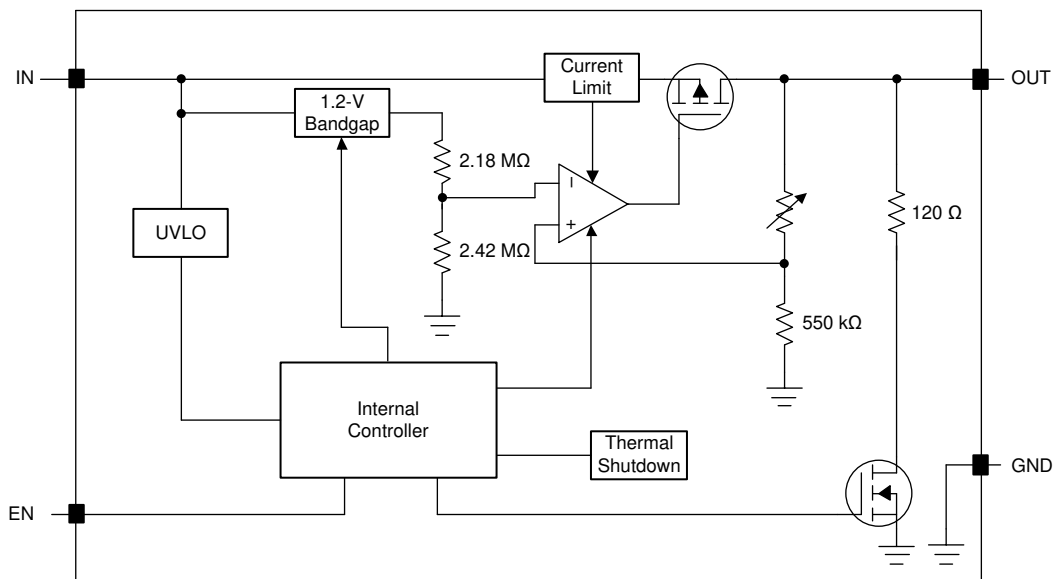 IN
Current
Limit
OUT
1.2-V
Bandgap
2.18 MΩ
−
+
120 Ω
UVLO
2.42 MΩ
550 kΩ
Internal
Controller
Thermal
Shutdown
GND
EN